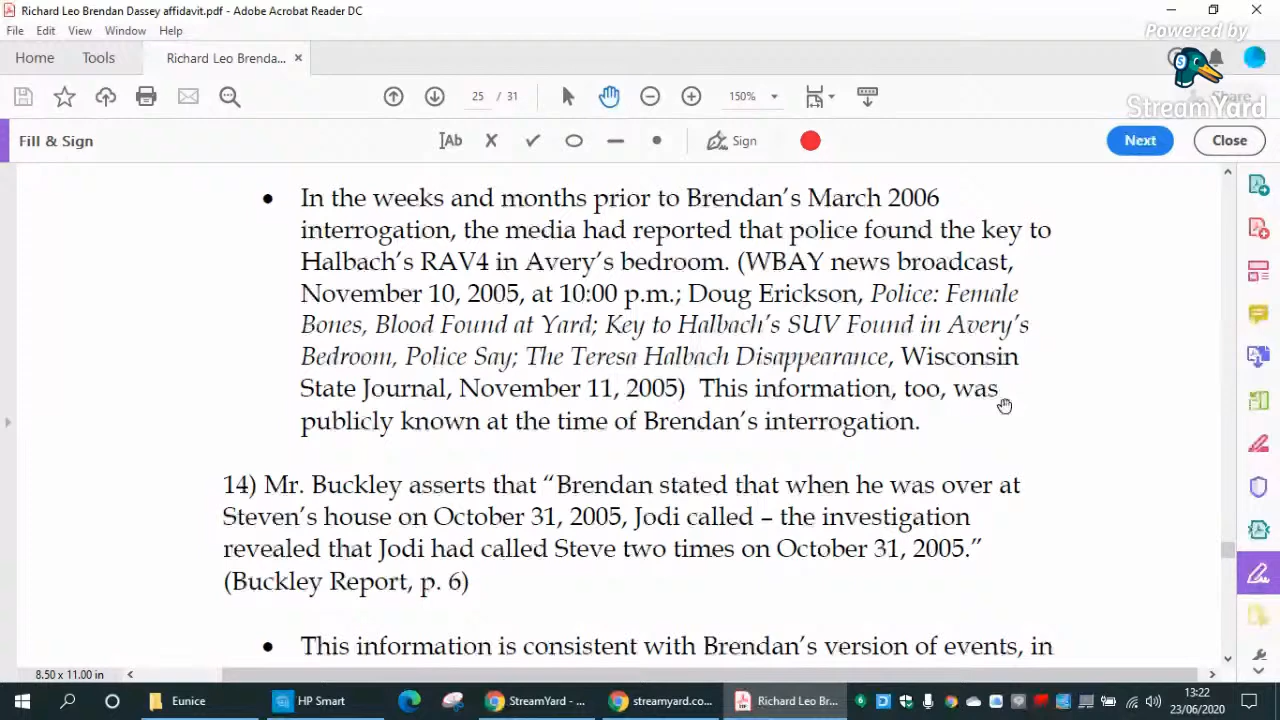 Richard Leo Brendan Dassey affidavit.pdf - Adobe Acrobat Reader DC
File Edit View Window Help
Powered by
Home Tools Richard Leo Brenda... ×
StreamYard
25 / 31 150% Share
Fill & Sign Ab Sign Next Close
• In the weeks and months prior to Brendan’s March 2006
interrogation, the media had reported that police found the key to
Halbach’s RAV4 in Avery’s bedroom. (WBAY news broadcast,
November 10, 2005, at 10:00 p.m.; Doug Erickson, Police: Female
Bones, Blood Found at Yard; Key to Halbach’s SUV Found in Avery’s
Bedroom, Police Say; The Teresa Halbach Disappearance, Wisconsin
State Journal, November 11, 2005) This information, too, was
publicly known at the time of Brendan’s interrogation.
14) Mr. Buckley asserts that “Brendan stated that when he was over at
Steven’s house on October 31, 2005, Jodi called – the investigation
revealed that Jodi had called Steve two times on October 31, 2005.”
(Buckley Report, p. 6)
• This information is consistent with Brendan’s version of events, in
8.50 x 11.00 in
Eunice HP Smart StreamYard - ... streamyard.co... Richard Leo Br... 13:22
23/06/2020